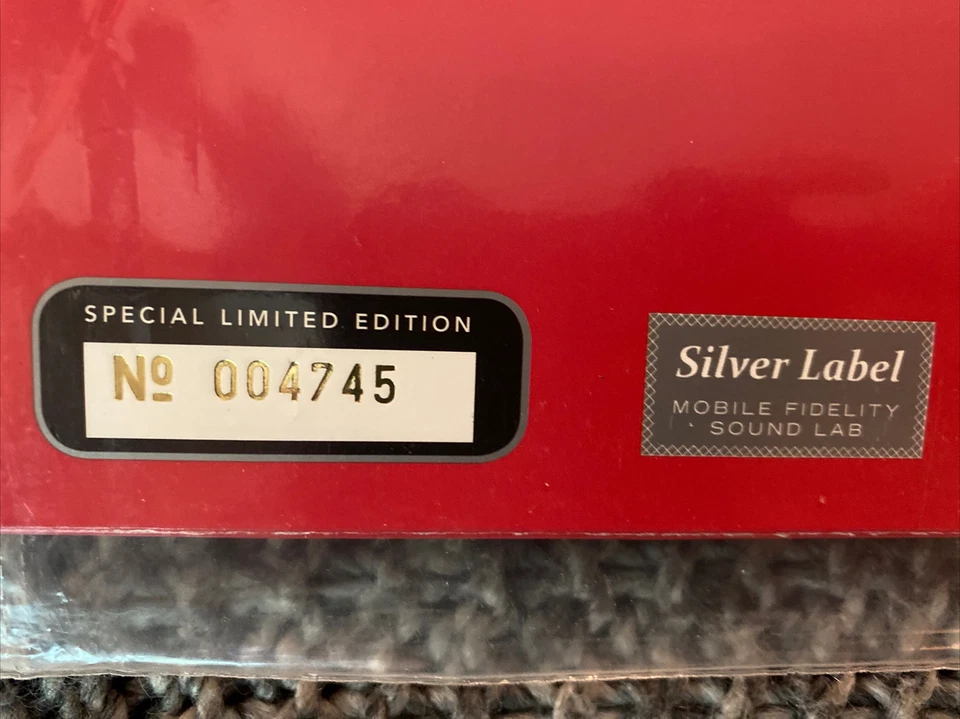 SPECIAL LIMITED EDITION
Nº 004745
Silver Label
MOBILE FIDELITY
SOUND LAB